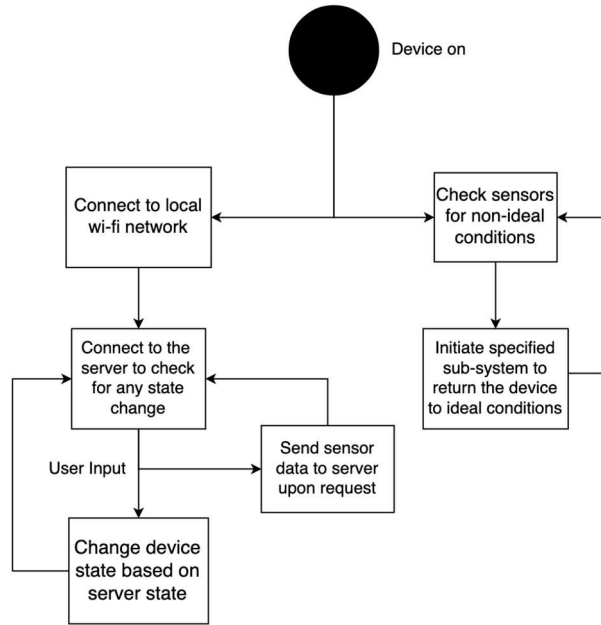 Device on
Connect to local
wi-fi network
Check sensors
for non-ideal
conditions
Connect to the
server to check
for any state
change
Initiate specified
sub-system to
return the device
to ideal conditions
User Input
Send sensor
data to server
upon request
Change device
state based on
server state